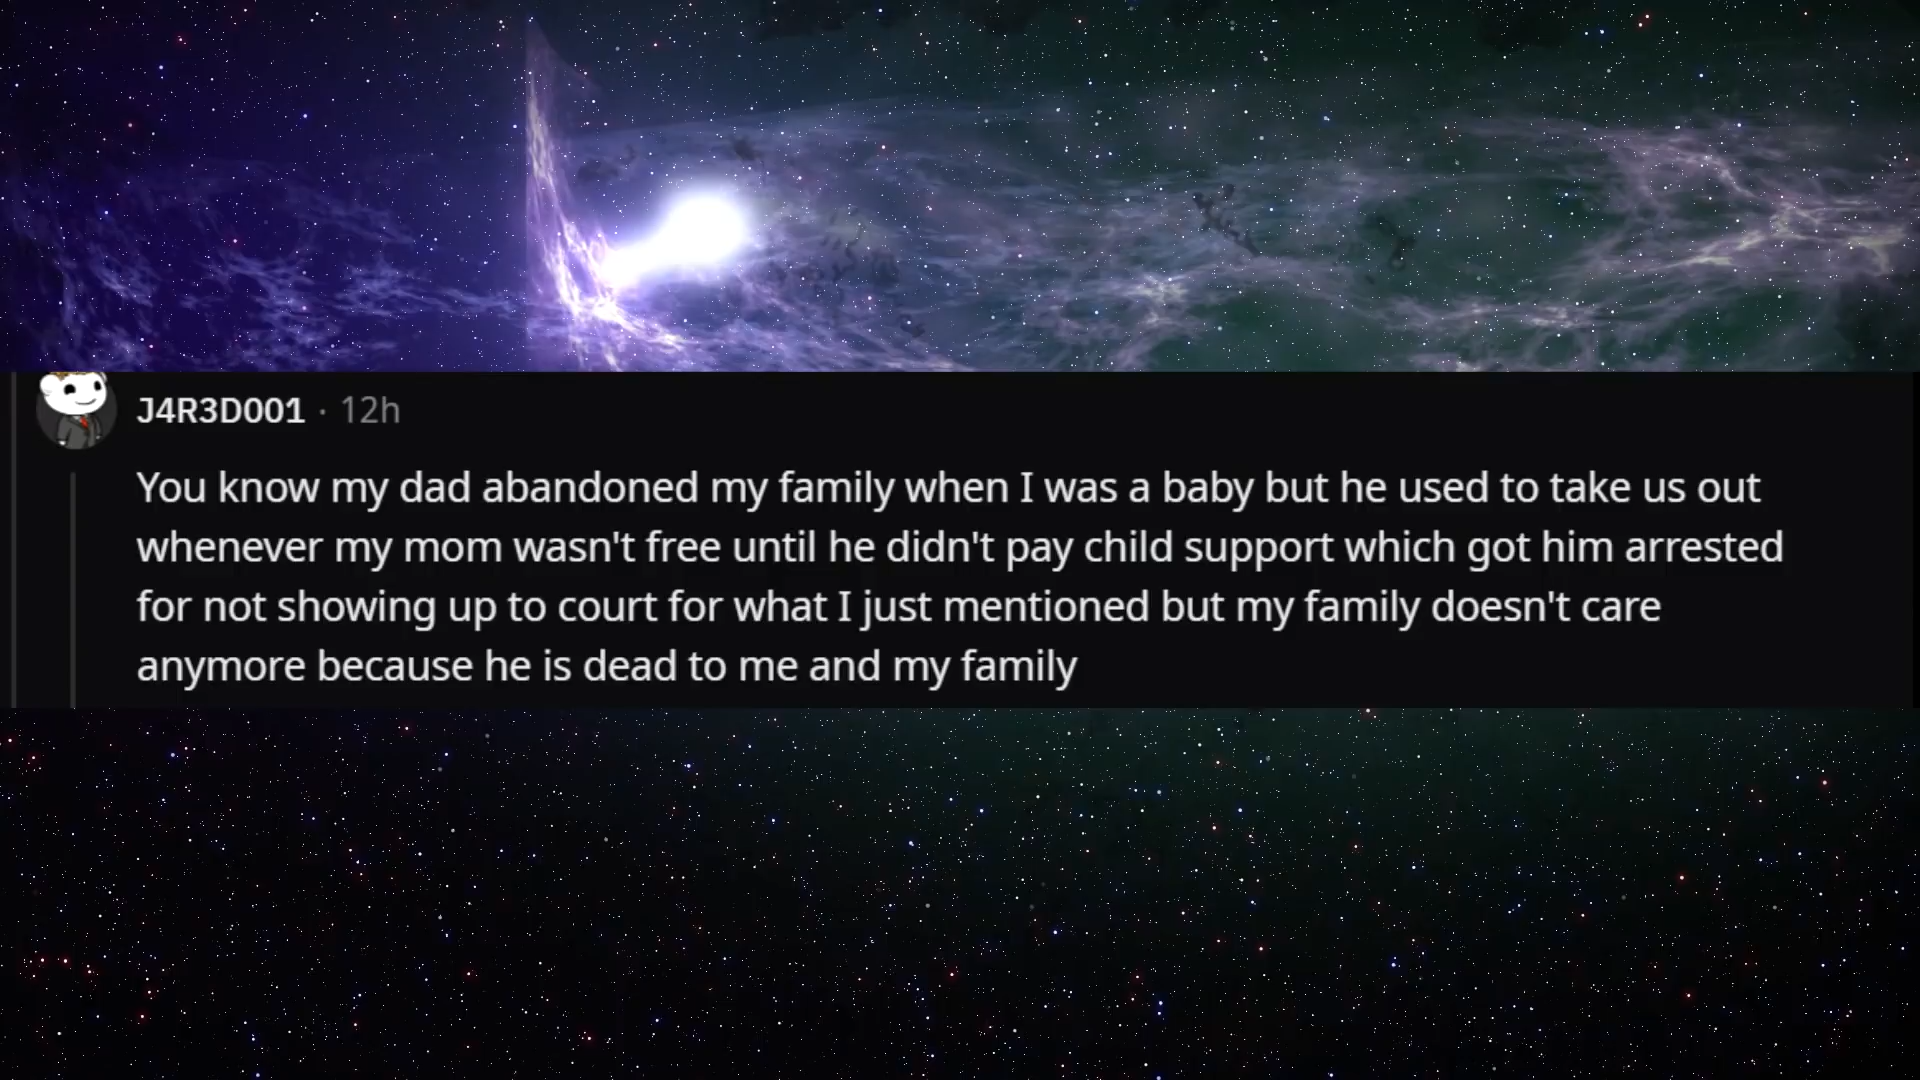 J4R3D001 · 12h
You know my dad abandoned my family when I was a baby but he used to take us out
whenever my mom wasn't free until he didn't pay child support which got him arrested
for not showing up to court for what I just mentioned but my family doesn't care
anymore because he is dead to me and my family